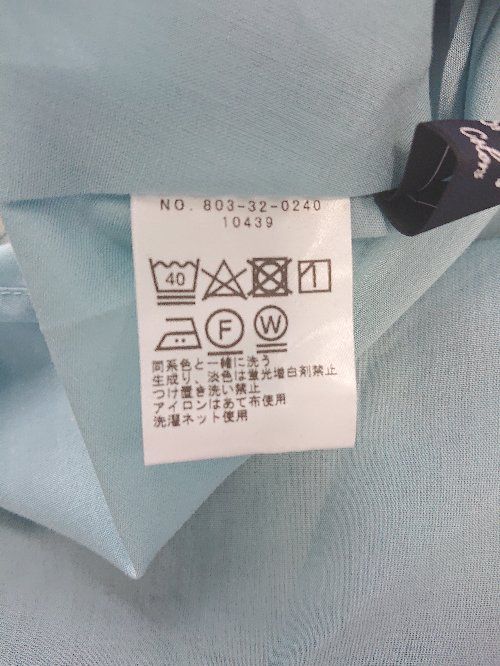 NO. 803-32-0240
10439
40
F
W
同系色と一緒に洗う
生成り、淡色は蛍光増白剤禁止
つけ置き洗い禁止
アイロンはあて布使用
洗濯ネット使用